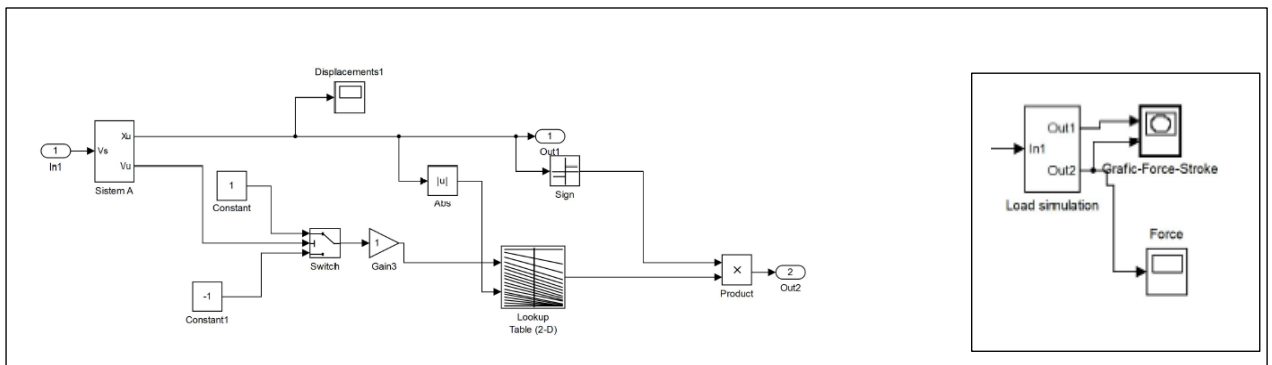 Displacements1
Xu
Vs
Vu
1
In1
Sistem A
1
Constant
-1
Constant1
Switch
1
Gain3
|u|
Abs
1
Out1
Sign
Lookup
Table (2-D)
×
Product
2
Out2
Out1
In1
Out2
Grafic-Force-Stroke
Load simulation
Force